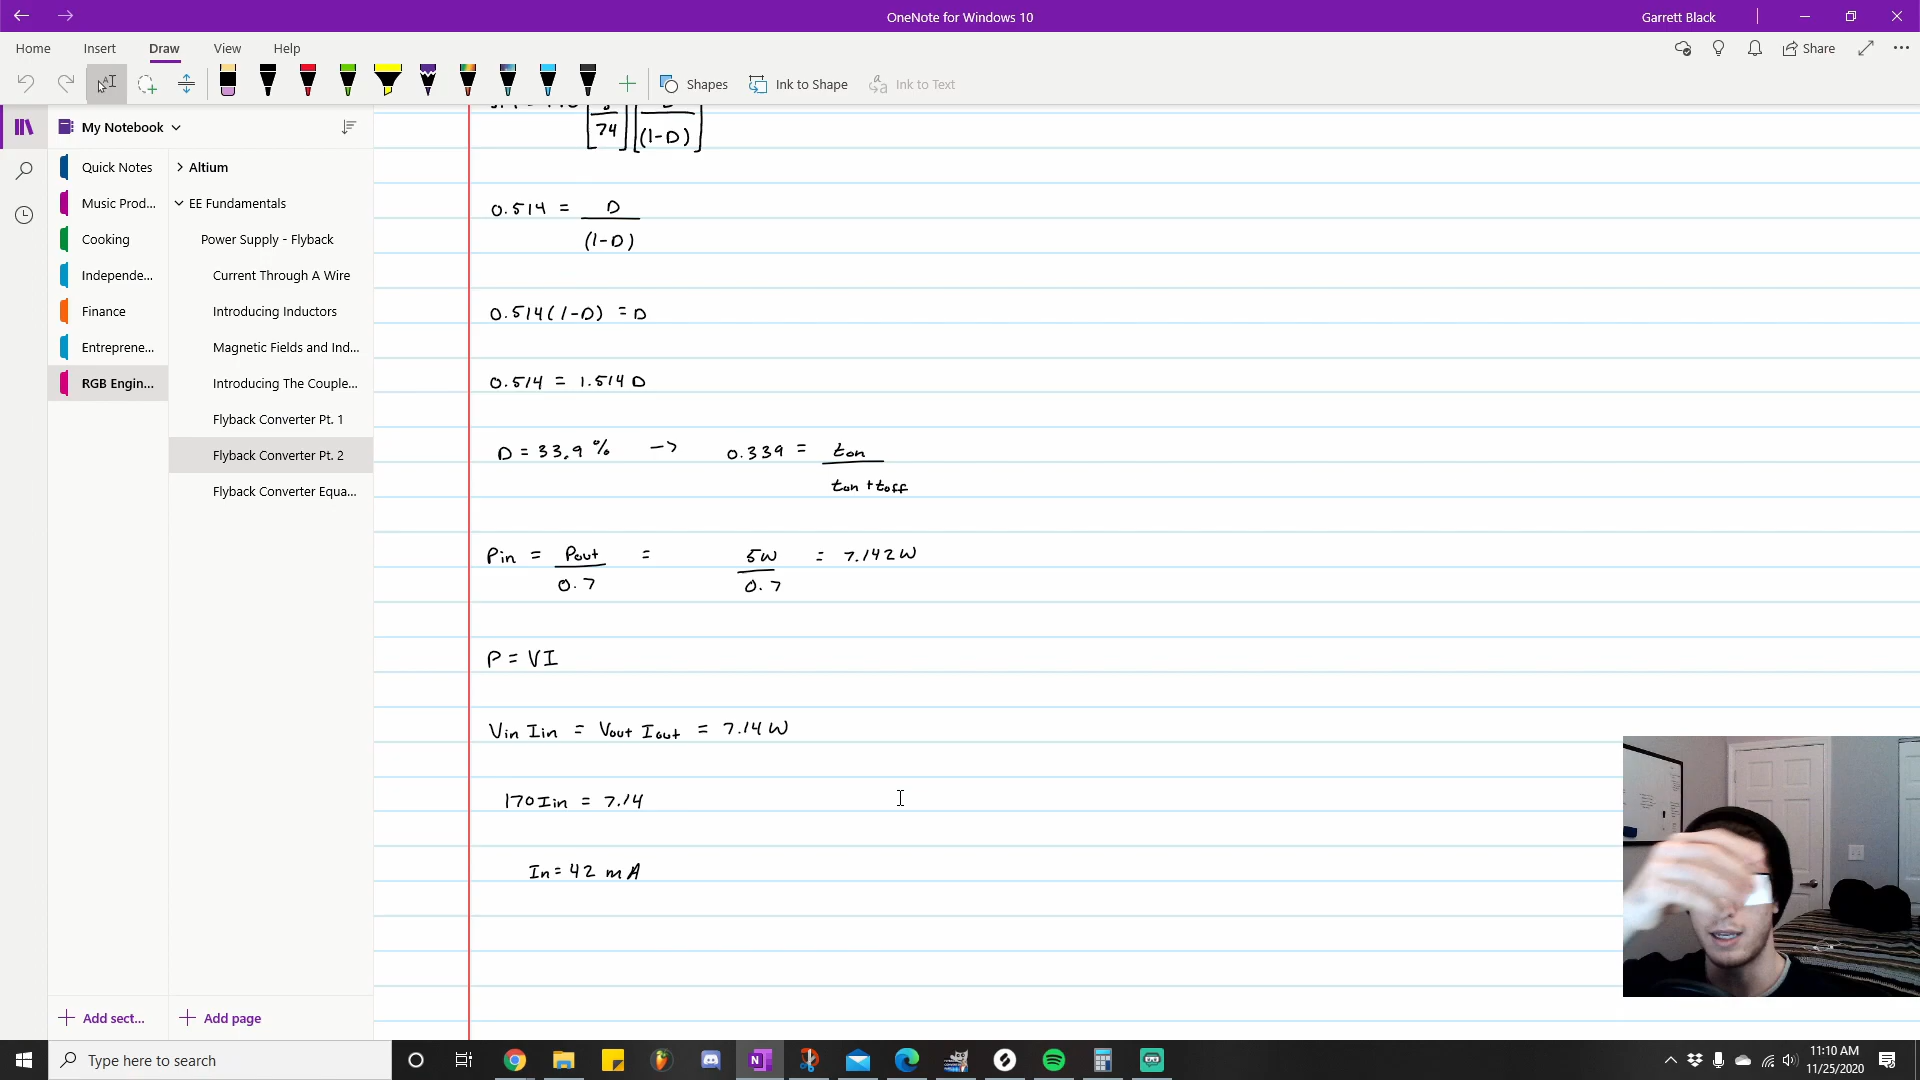 OneNote for Windows 10
Garrett Black
Home Insert Draw View Help
Share
Shapes
Ink to Shape
Ink to Text
My Notebook
Quick Notes
Music Prod...
Cooking
Independe...
Finance
Entreprene...
RGB Engin...
Altium
EE Fundamentals
Power Supply - Flyback
Current Through A Wire
Introducing Inductors
Magnetic Fields and Ind...
Introducing The Couple...
Flyback Converter Pt. 1
Flyback Converter Pt. 2
Flyback Converter Equa...
Add sect...
Add page
74 (1-D)
0.514 = D
(1-D)
0.514(1-D) = D
0.514 = 1.514 D
D = 33.9 % -> 0.339 = ton
ton + toff
Pin = Pout = 5W = 7.142W
0.7 0.7
P = VI
Vin Iin = Vout Iout = 7.14 W
170 Iin = 7.14
In = 42 mA
Type here to search
11:10 AM
11/25/2020